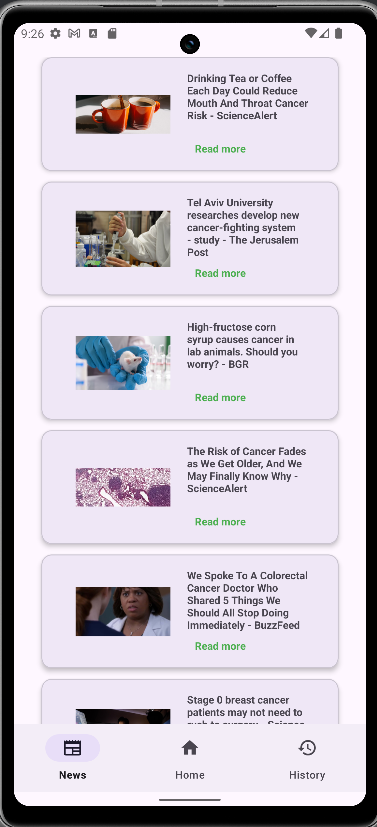 9:26
Drinking Tea or Coffee
Each Day Could Reduce
Mouth And Throat Cancer
Risk - ScienceAlert
Read more
Tel Aviv University
researches develop new
cancer-fighting system
- study - The Jerusalem
Post
Read more
High-fructose corn
syrup causes cancer in
lab animals. Should you
worry? - BGR
Read more
The Risk of Cancer Fades
as We Get Older, And We
May Finally Know Why -
ScienceAlert
Read more
We Spoke To A Colorectal
Cancer Doctor Who
Shared 5 Things We
Should All Stop Doing
Immediately - BuzzFeed
Read more
Stage 0 breast cancer
patients may not need to
News
Home
History